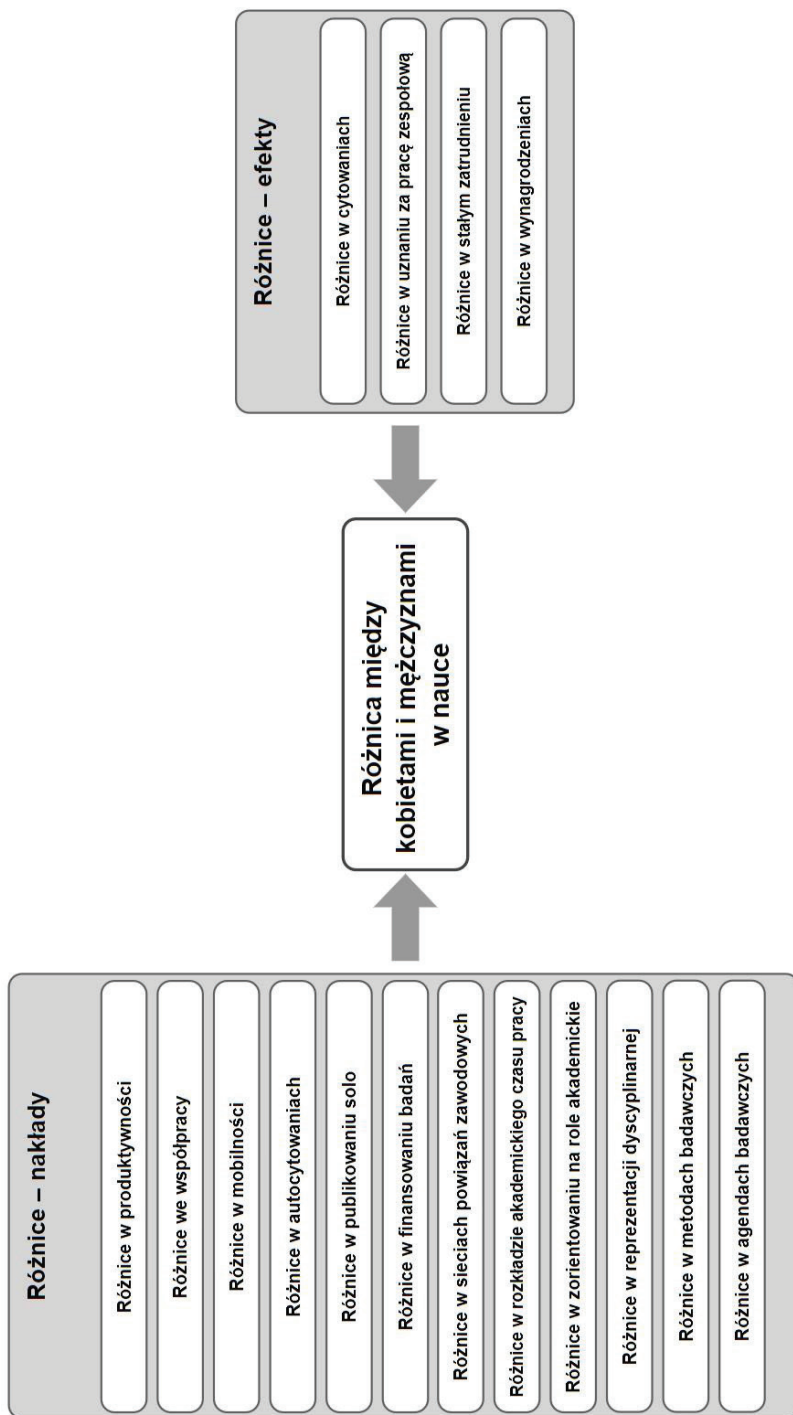 Różnice – nakłady
Różnice w produktywności
Różnice we współpracy
Różnice w mobilności
Różnice w autocytowaniach
Różnice w publikowaniu solo
Różnice w finansowaniu badań
Różnice w sieciach powiązań zawodowych
Różnice w rozkładzie akademickiego czasu pracy
Różnice w zorientowaniu na role akademickie
Różnice w reprezentacji dyscyplinarnej
Różnice w metodach badawczych
Różnice w agendach badawczych
Różnica między
kobietami i mężczyznami
w nauce
Różnice – efekty
Różnice w cytowaniach
Różnice w uznaniu za pracę zespołową
Różnice w stałym zatrudnieniu
Różnice w wynagrodzeniach